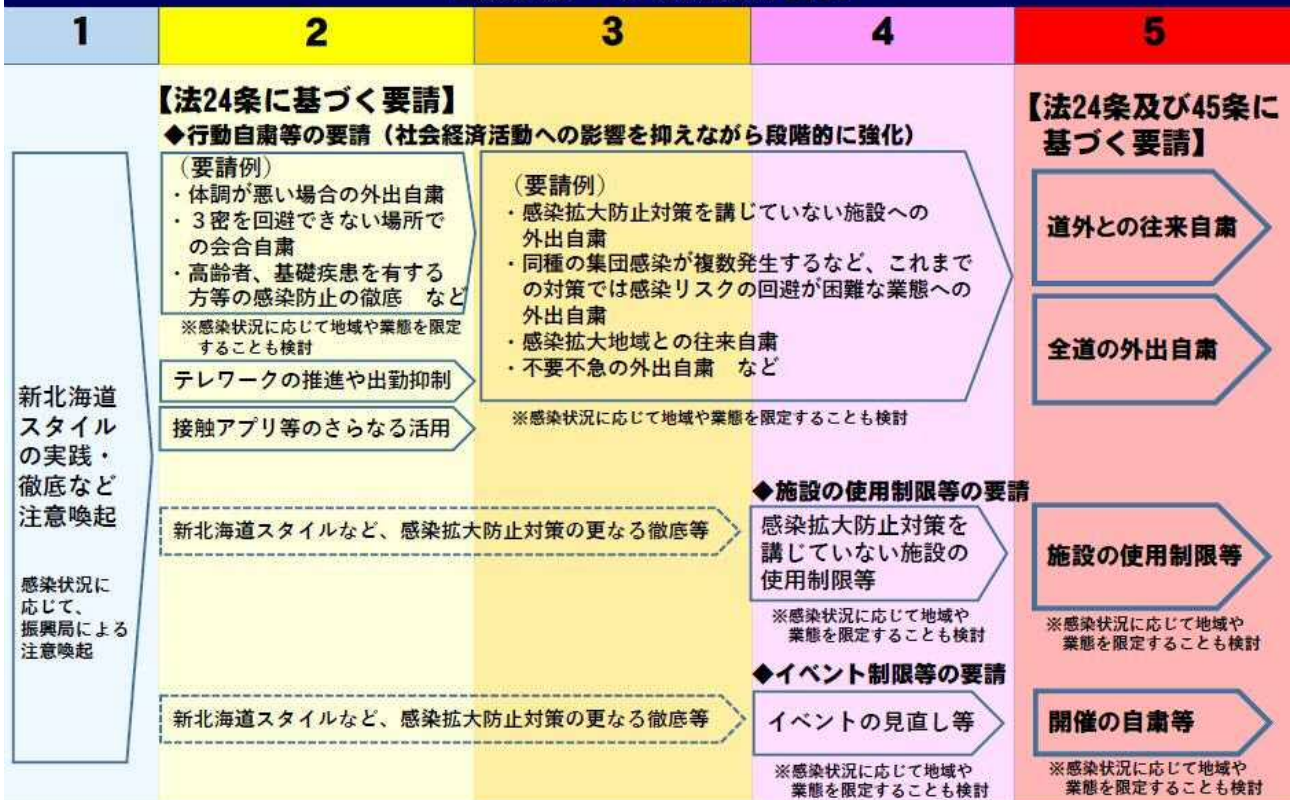 1
2
3
4
5
【法24条に基づく要請】
◆行動自粛等の要請（社会経済活動への影響を抑えながら段階的に強化）
【法24条及び45条に
基づく要請】
新北海道
スタイル
の実践・
徹底など
注意喚起
感染状況に
応じて、
振興局による
注意喚起
（要請例）
・体調が悪い場合の外出自粛
・３密を回避できない場所で
の会合自粛
・高齢者、基礎疾患を有する
方等の感染防止の徹底　など
※感染状況に応じて地域や業態を限定
することも検討
テレワークの推進や出勤抑制
接触アプリ等のさらなる活用
（要請例）
・感染拡大防止対策を講じていない施設への
外出自粛
・同種の集団感染が複数発生するなど、これまで
の対策では感染リスクの回避が困難な業態への
外出自粛
・感染拡大地域との往来自粛
・不要不急の外出自粛　など
※感染状況に応じて地域や業態を限定することも検討
道外との往来自粛
全道の外出自粛
◆施設の使用制限等の要請
新北海道スタイルなど、感染拡大防止対策の更なる徹底等
感染拡大防止対策を
講じていない施設の
使用制限等
※感染状況に応じて地域や
業態を限定することも検討
施設の使用制限等
※感染状況に応じて地域や
業態を限定することも検討
◆イベント制限等の要請
新北海道スタイルなど、感染拡大防止対策の更なる徹底等
イベントの見直し等
※感染状況に応じて地域や
業態を限定することも検討
開催の自粛等
※感染状況に応じて地域や
業態を限定することも検討